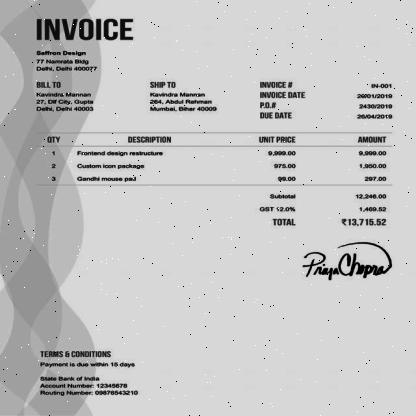 INVOICE
Saffron Design
77 Namrata Bldg
Delhi, Delhi 400077
BILL TO
Kavindra Mannan
27, Dlf City, Gupta
Delhi, Delhi 40003
SHIP TO
Kavindra Mannan
264, Abdul Rehman
Mumbai, Bihar 40009
INVOICE # IN-001
INVOICE DATE 26/01/2019
P.O.# 2430/2019
DUE DATE 26/04/2019
QTY DESCRIPTION UNIT PRICE AMOUNT
1 Frontend design restructure 9,999.00 9,999.00
2 Custom icon package 975.00 1,950.00
3 Gandhi mouse pad 99.00 297.00
Subtotal 12,246.00
GST 12.0% 1,469.52
TOTAL ₹13,715.52
Priya Chopra
TERMS & CONDITIONS
Payment is due within 15 days
State Bank of India
Account Number: 12345678
Routing Number: 09876543210